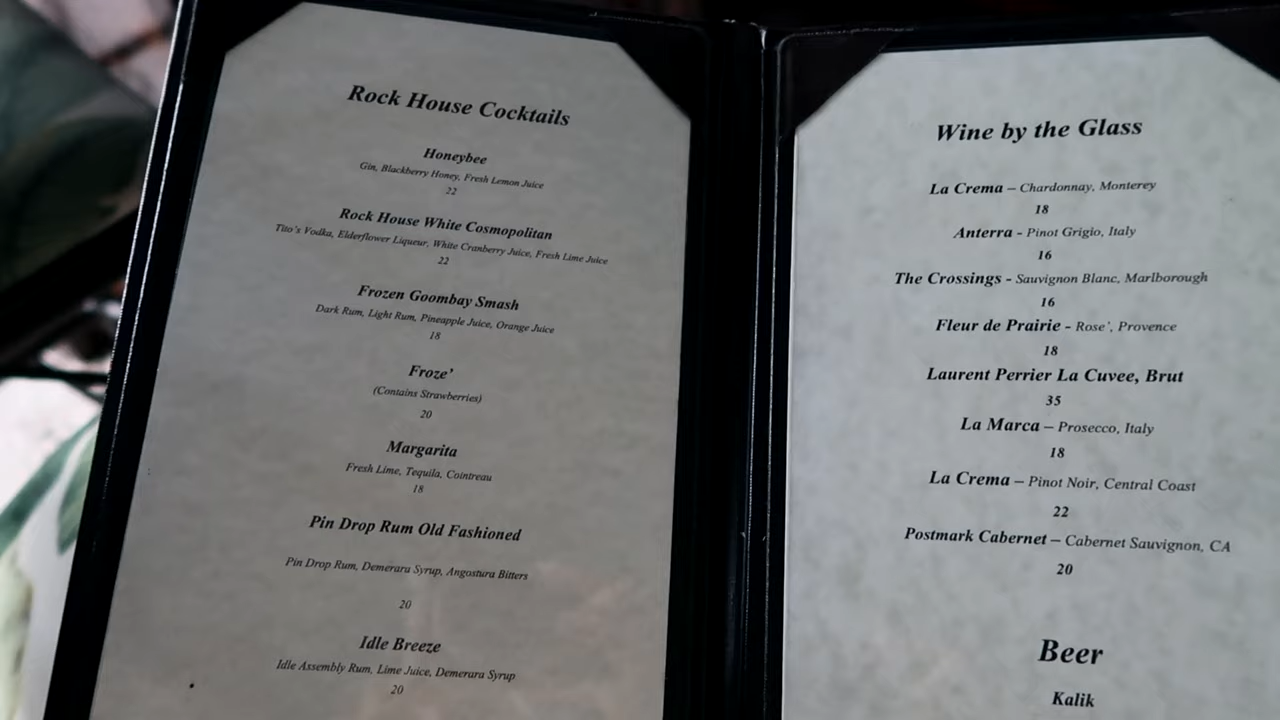 Rock House Cocktails
Honeybee
Gin, Blackberry Honey, Fresh Lemon Juice
22
Rock House White Cosmopolitan
Tito's Vodka, Elderflower Liqueur, White Cranberry Juice, Fresh Lime Juice
22
Frozen Goombay Smash
Dark Rum, Light Rum, Pineapple Juice, Orange Juice
18
Froze'
(Contains Strawberries)
20
Margarita
Fresh Lime, Tequila, Cointreau
18
Pin Drop Rum Old Fashioned
Pin Drop Rum, Demerara Syrup, Angostura Bitters
20
Idle Breeze
Idle Assembly Rum, Lime Juice, Demerara Syrup
20
Wine by the Glass
La Crema – Chardonnay, Monterey
18
Anterra - Pinot Grigio, Italy
16
The Crossings - Sauvignon Blanc, Marlborough
16
Fleur de Prairie - Rose', Provence
18
Laurent Perrier La Cuvee, Brut
35
La Marca – Prosecco, Italy
18
La Crema – Pinot Noir, Central Coast
22
Postmark Cabernet – Cabernet Sauvignon, CA
20
Beer
Kalik